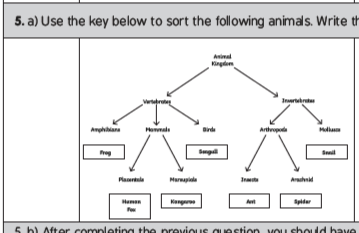 5. a) Use the key below to sort the following animals. Write th
Animal
Kingdom
Vertebrates
Invertebrates
Amphibians
Mammals
Birds
Arthropods
Molluscs
Frog
Seagull
Snail
Placentals
Marsupials
Insects
Arachnid
Human
Fox
Kangaroo
Ant
Spider
5. b) After completing the previous question, you should have